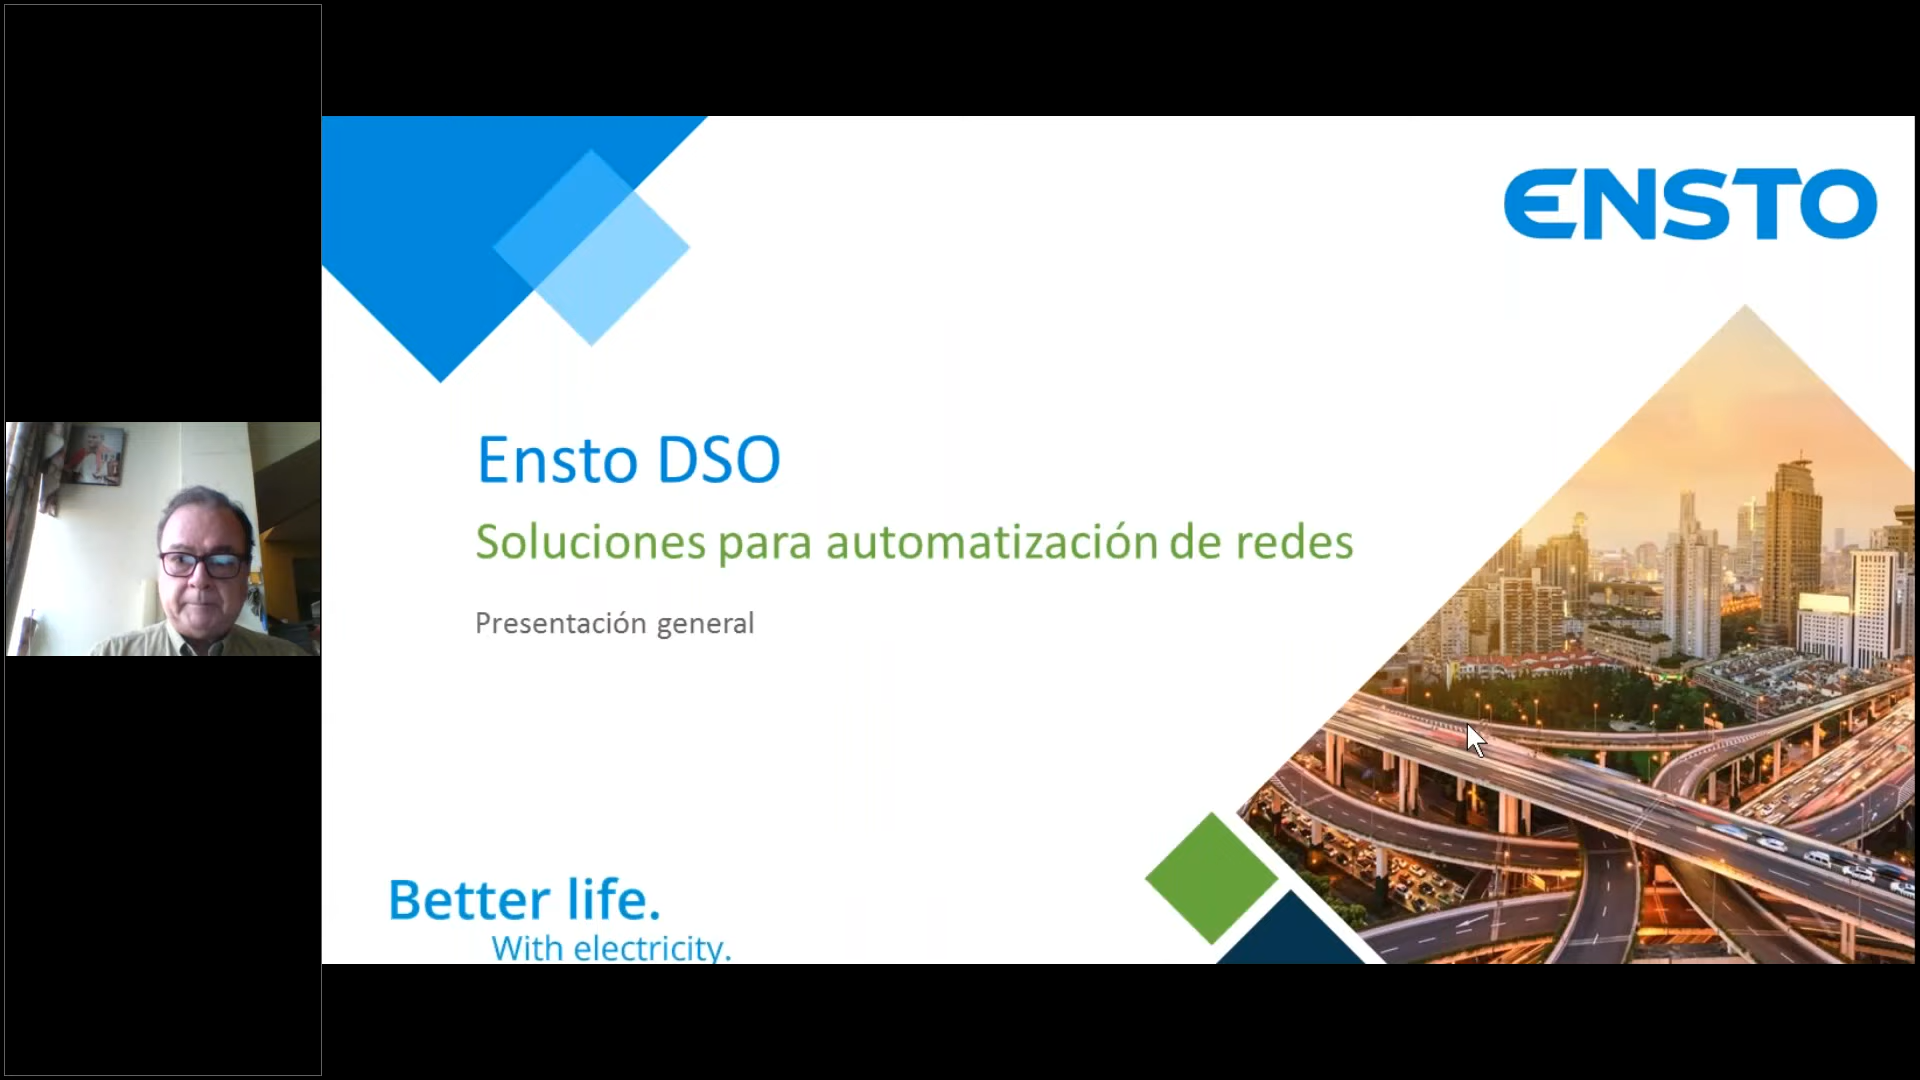 ENSTO
Ensto DSO
Soluciones para automatización de redes
Presentación general
Better life.
With electricity.